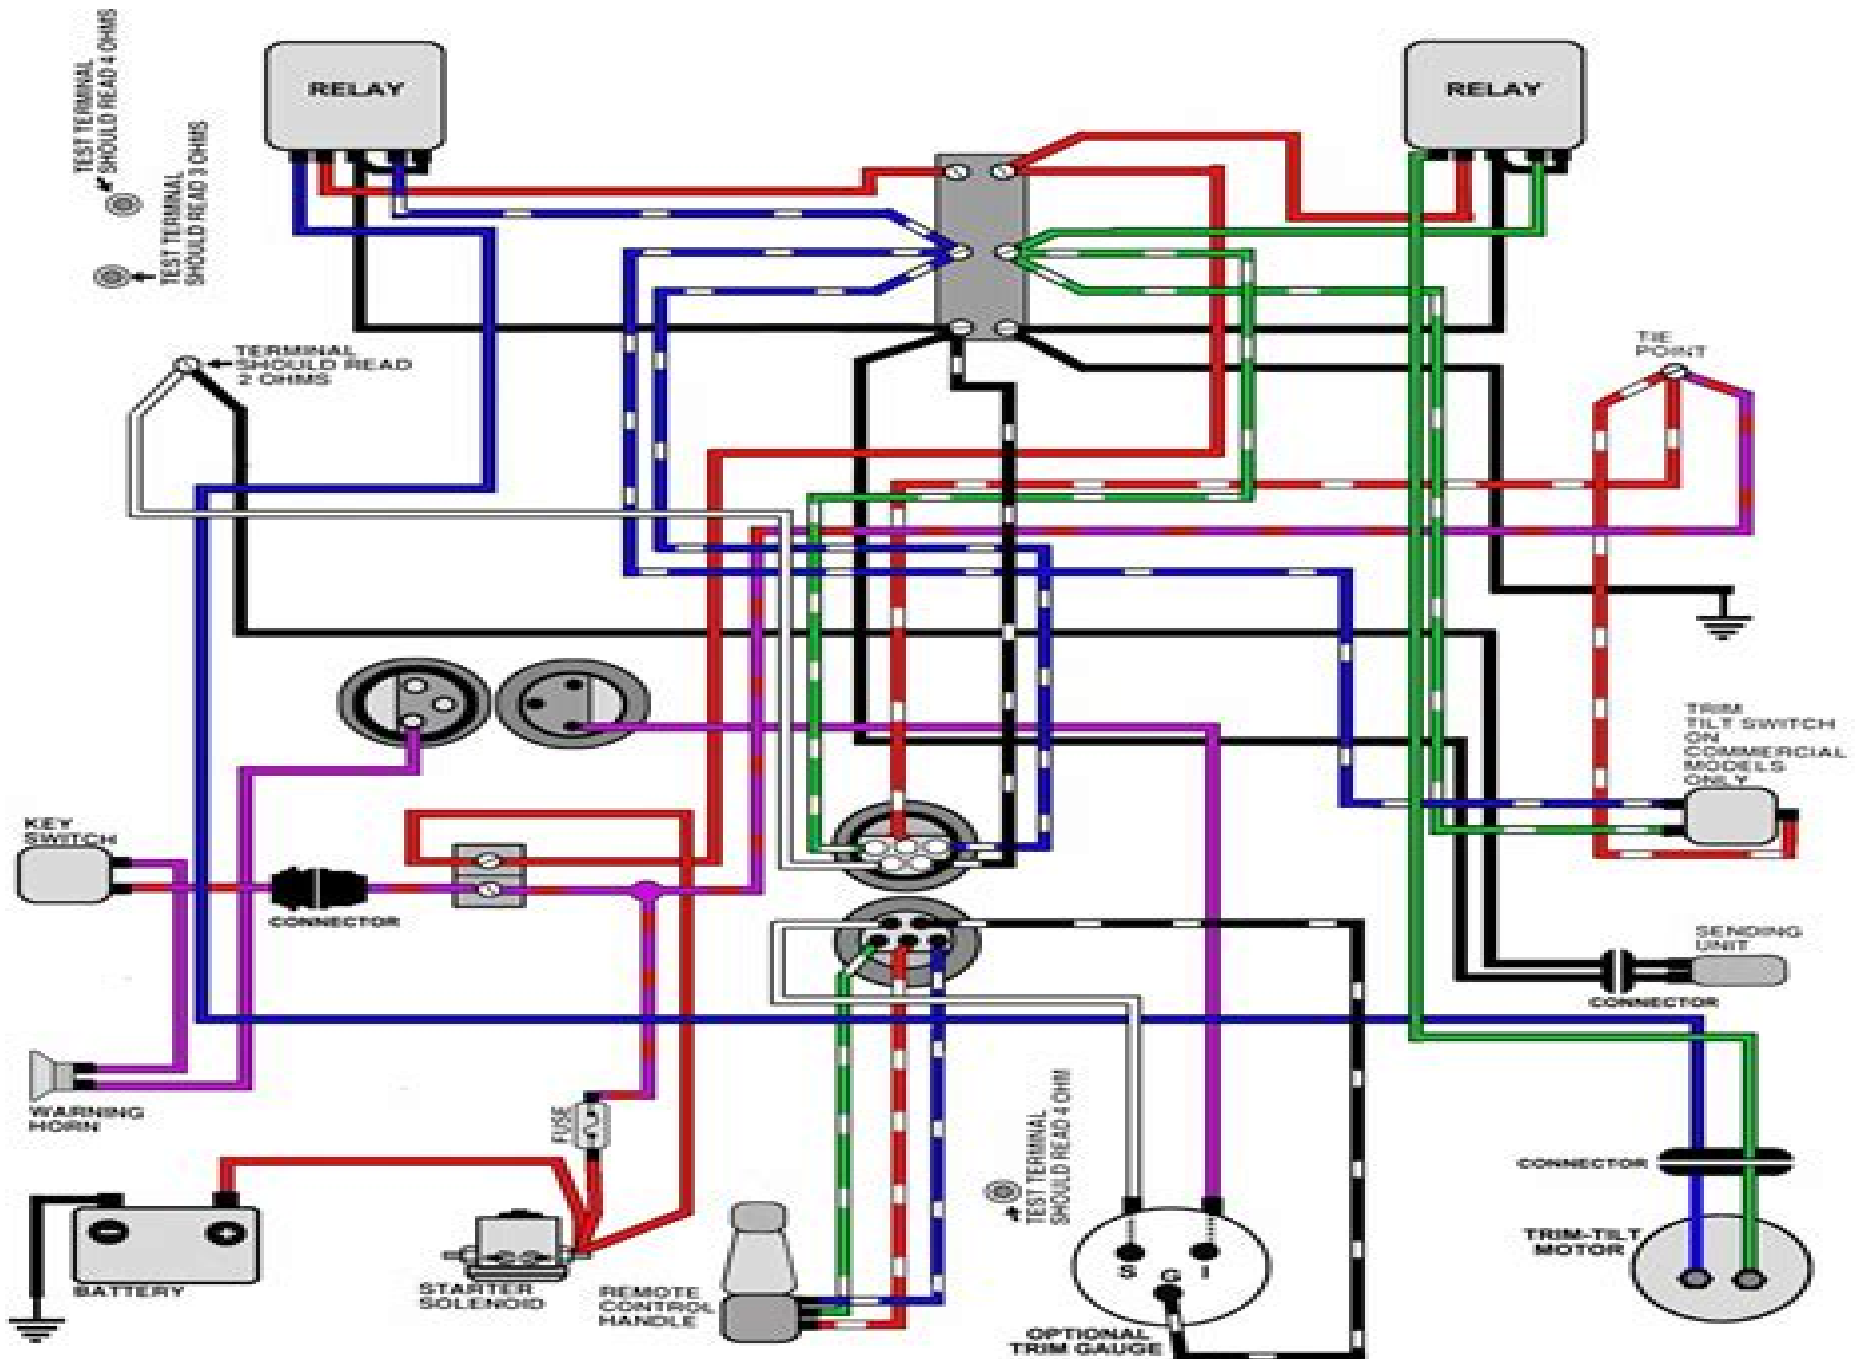 TEST TERMINAL
SHOULD READ 4 OHMS
TEST TERMINAL
SHOULD READ 3 OHMS
RELAY
RELAY
TERMINAL
SHOULD READ
2 OHMS
TIE
POINT
TRIM
TILT SWITCH
ON
COMMERCIAL
MODELS
ONLY
KEY
SWITCH
CONNECTOR
SENDING
UNIT
CONNECTOR
WARNING
HORN
FUSE
TEST TERMINAL
SHOULD READ 4 OHM
CONNECTOR
TRIM-TILT
MOTOR
BATTERY
STARTER
SOLENOID
REMOTE
CONTROL
HANDLE
S
G
I
OPTIONAL
TRIM GAUGE